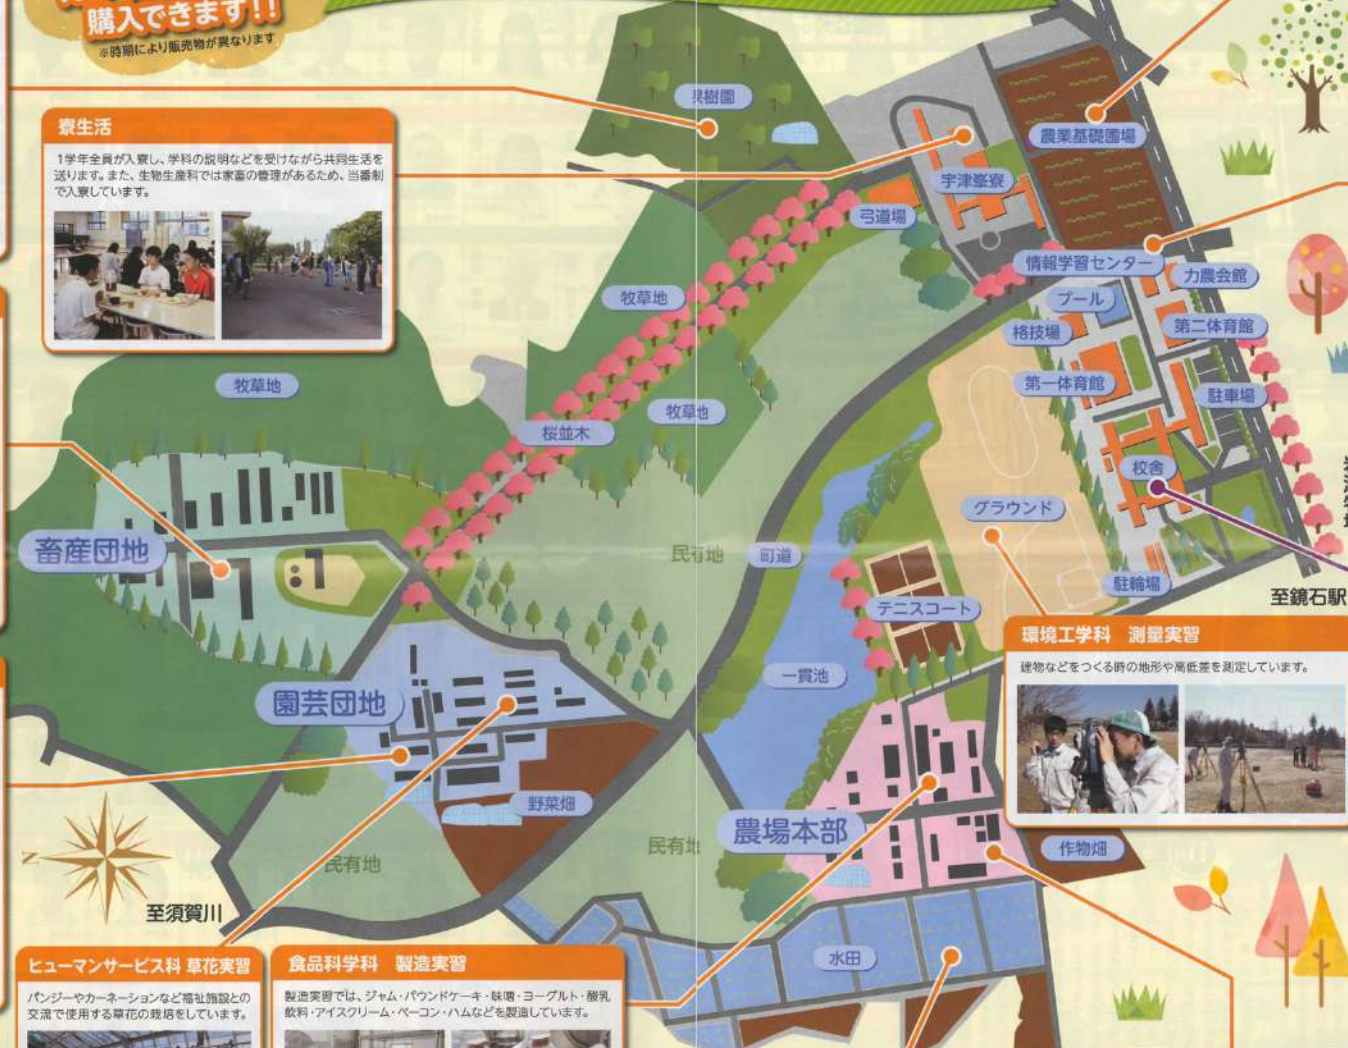 購入できます!!
※時期により販売物が異なります
寮生活
1学年全員が入寮し、学科の説明などを受けながら共同生活を
送ります。また、生物生産科では家畜の管理があるため、当番制
で入寮しています。
樹園
農業基礎圃場
宇津峯寮
弓道場
情報学習センター
力農会館
プール
格技場
第二体育館
牧草地
第一体育館
駐車場
牧草地
牧草地
桜並木
校舎
グラウンド
畜産団地
民有地
町道
駐輪場
至鏡石駅
テニスコート
環境工学科 測量実習
建物などをつくる時の地形や高低差を測定しています。
一貫池
園芸団地
野菜畑
農場本部
民有地
作物畑
民有地
至須賀川
水田
ヒューマンサービス科 草花実習
パンジーやカーネーションなど福祉施設との
交流で使用する草花の栽培をしています。
食品科学科 製造実習
製造実習では、ジャム・パウンドケーキ・味噌・ヨーグルト・酸乳
飲料・アイスクリーム・ベーコン・ハムなどを製造しています。